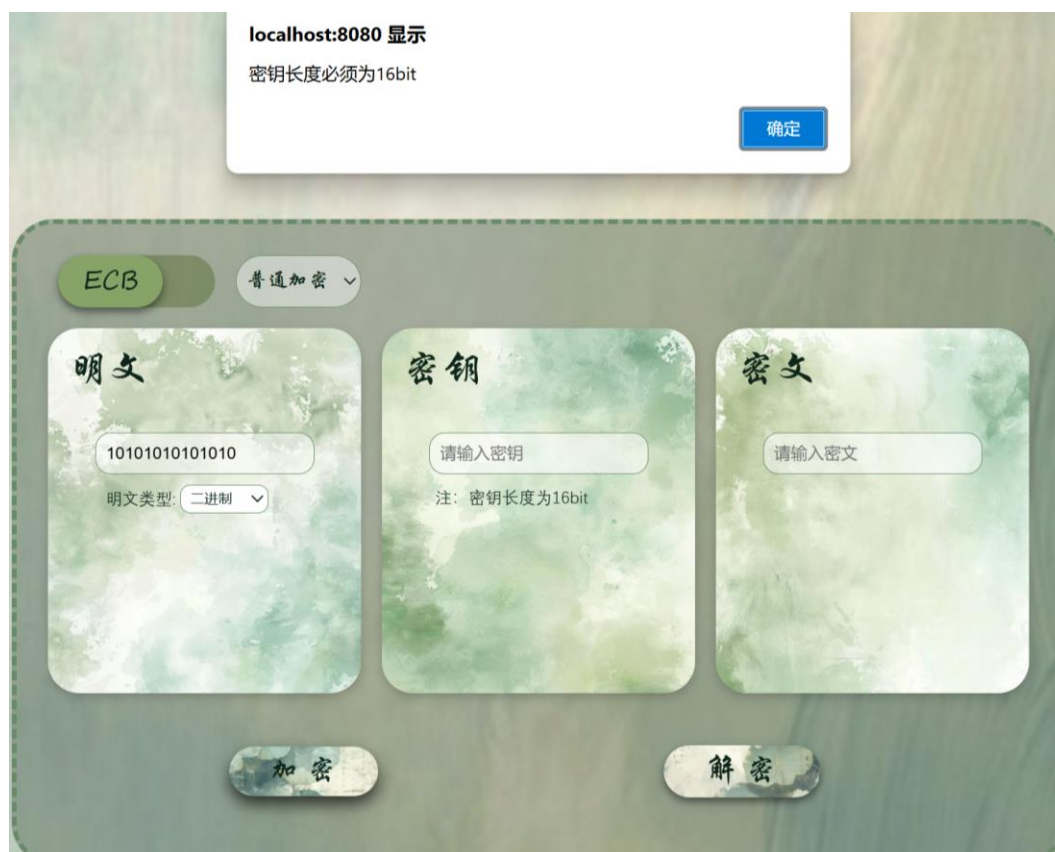 localhost:8080 显示
密钥长度必须为16bit
确定
ECB
普通加密
明文
密钥
密文
10101010101010
请输入密钥
请输入密文
明文类型: 二进制
注：密钥长度为16bit
加密
解密